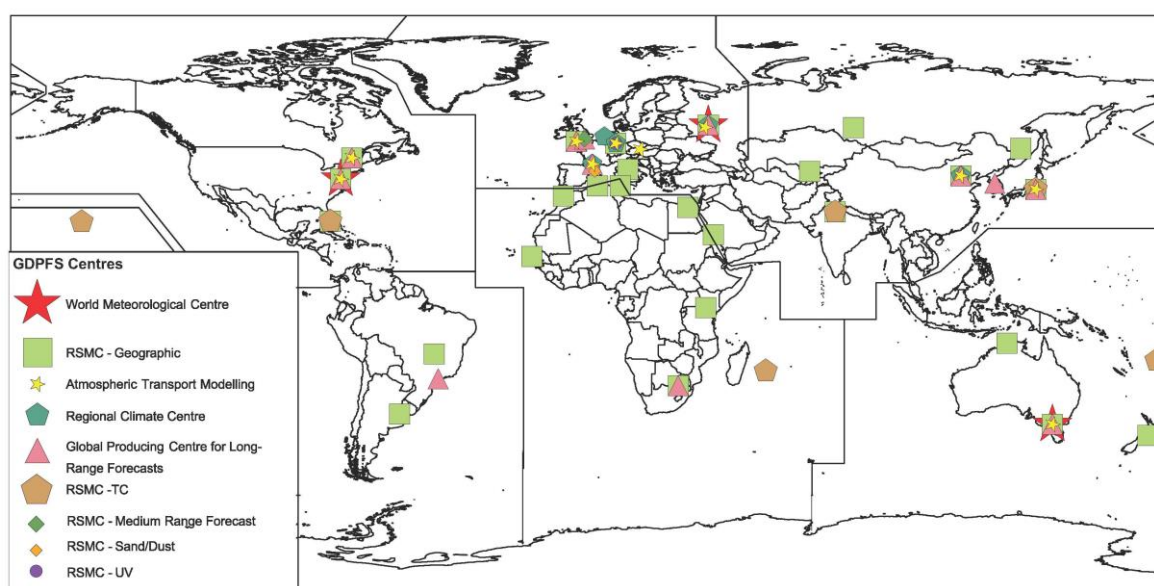 GDPFS Centres
World Meteorological Centre
RSMC - Geographic
Atmospheric Transport Modelling
Regional Climate Centre
Global Producing Centre for Long-
Range Forecasts
RSMC -TC
RSMC - Medium Range Forecast
RSMC - Sand/Dust
RSMC - UV